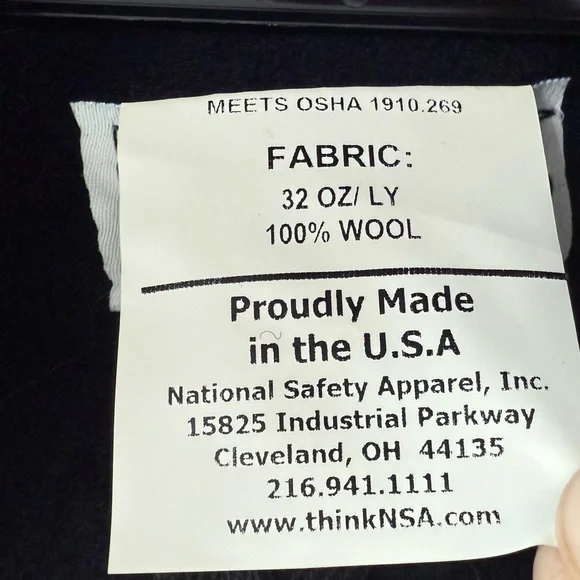 MEETS OSHA 1910.269
FABRIC:
32 OZ/ LY
100% WOOL
Proudly Made
in the U.S.A
National Safety Apparel, Inc.
15825 Industrial Parkway
Cleveland, OH 44135
216.941.1111
www.thinkNSA.com